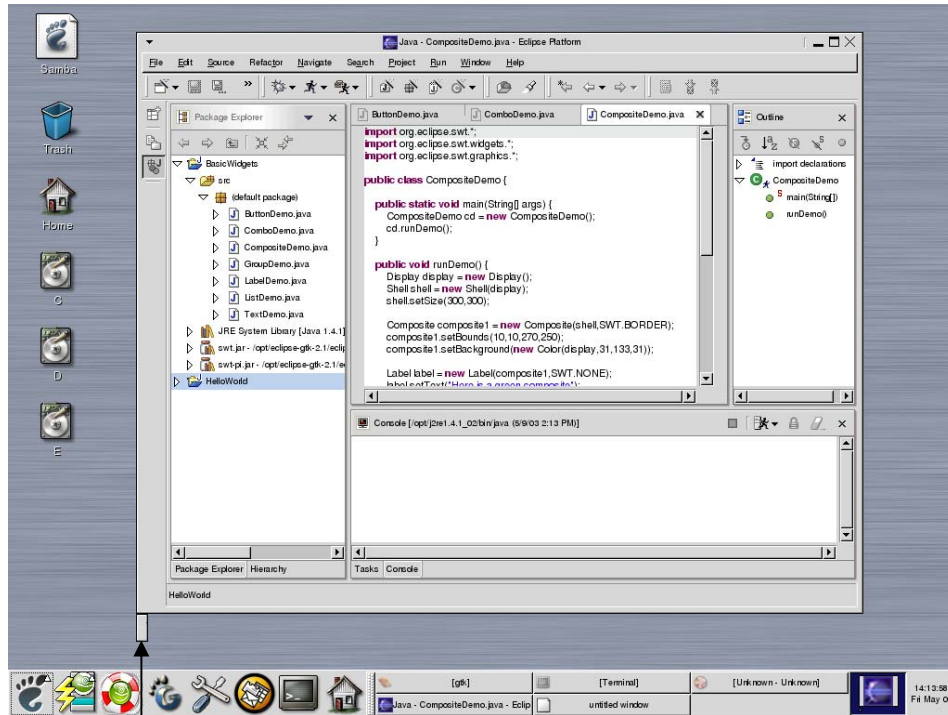 Samba
Trash
Home
C
D
E
Java - CompositeDemo.java - Eclipse Platform
File Edit Source Refactor Navigate Search Project Run Window Help
Package Explorer
BasicWidgets
src
(default package)
ButtonDemo.java
ComboDemo.java
CompositeDemo.java
GroupDemo.java
LabelDemo.java
ListDemo.java
TextDemo.java
JRE System Library [Java 1.4.1]
swt.jar - /opt/eclipse-gtk-2.1/eclip
swt-pi.jar - /opt/eclipse-gtk-2.1/e
HelloWorld
Package Explorer Hierarchy
ButtonDemo.java ComboDemo.java CompositeDemo.java
import org.eclipse.swt.*;
import org.eclipse.swt.widgets.*;
import org.eclipse.swt.graphics.*;
public class CompositeDemo {
public static void main(String[] args) {
CompositeDemo cd = new CompositeDemo();
cd.runDemo();
}
public void runDemo() {
Display display = new Display();
Shell shell = new Shell(display);
shell.setSize(300,300);
Composite composite1 = new Composite(shell,SWT.BORDER);
composite1.setBounds(10,10,270,250);
composite1.setBackground(new Color(display,31,133,31));
Label label = new Label(composite1,SWT.NONE);
label.setText("Here is a green composite");
Outline
import declarations
CompositeDemo
main(String[])
runDemo()
Console [/opt/j2re1.4.1_02/bin/java (5/9/03 2:13 PM)]
Tasks Console
HelloWorld
[gtk] [Terminal] [Unknown - Unknown]
Java - CompositeDemo.java - Eclip untitled window
14:13:58
Fri May 0